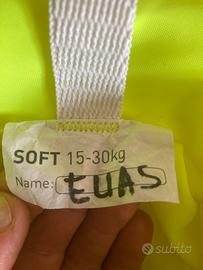 SOFT 15-30kg
Name: EUAS
subito